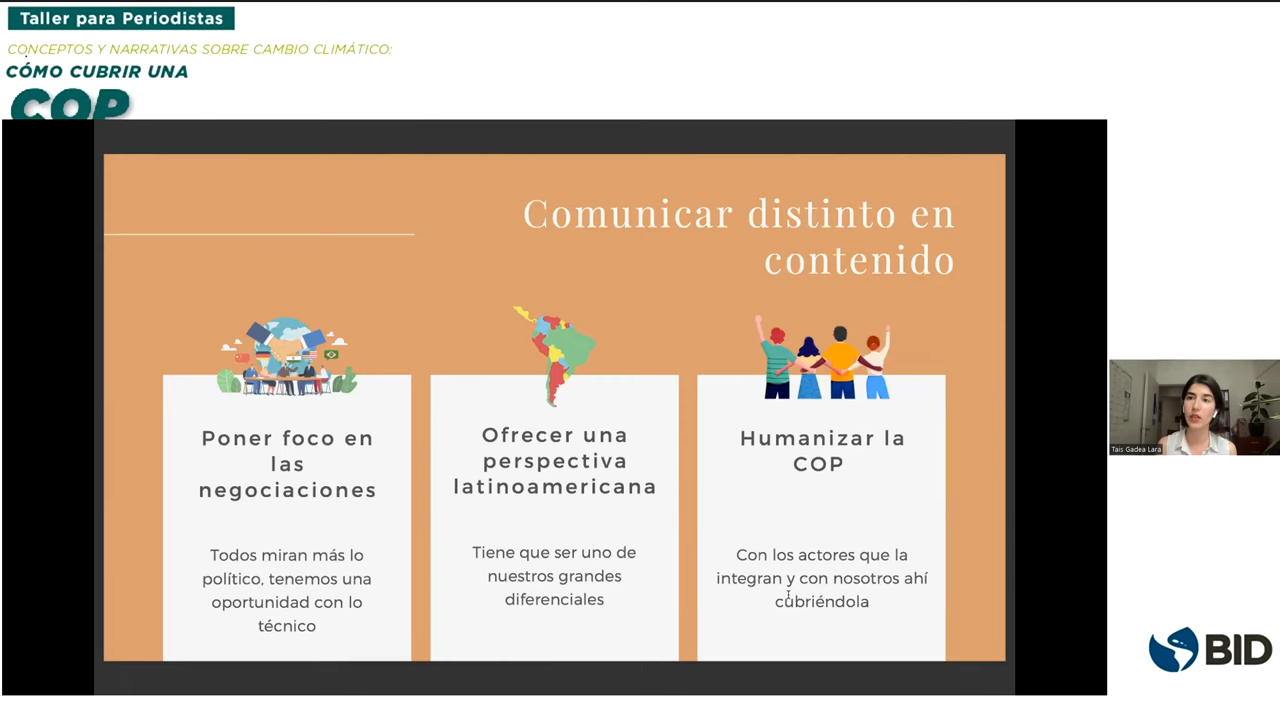 Taller para Periodistas
CONCEPTOS Y NARRATIVAS SOBRE CAMBIO CLIMÁTICO:
CÓMO CUBRIR UNA
COP
Comunicar distinto en
contenido
Poner foco en
las
negociaciones
Todos miran más lo
político, tenemos una
oportunidad con lo
técnico
Ofrecer una
perspectiva
latinoamericana
Tiene que ser uno de
nuestros grandes
diferenciales
Humanizar la
COP
Con los actores que la
integran y con nosotros ahí
cubriéndola
Tais Gadea Lara
BID